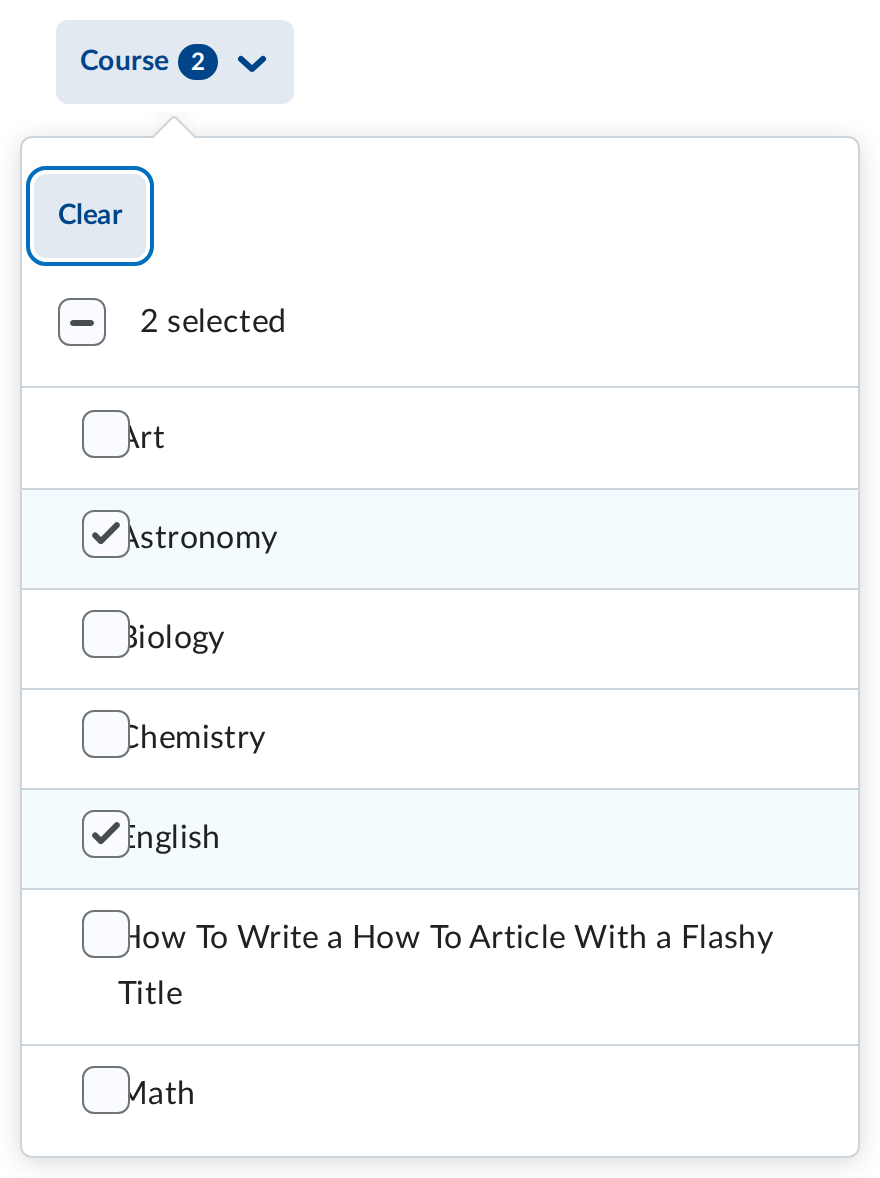 Course 2
Clear
2 selected
Art
Astronomy
Biology
Chemistry
English
How To Write a How To Article With a Flashy
Title
Math